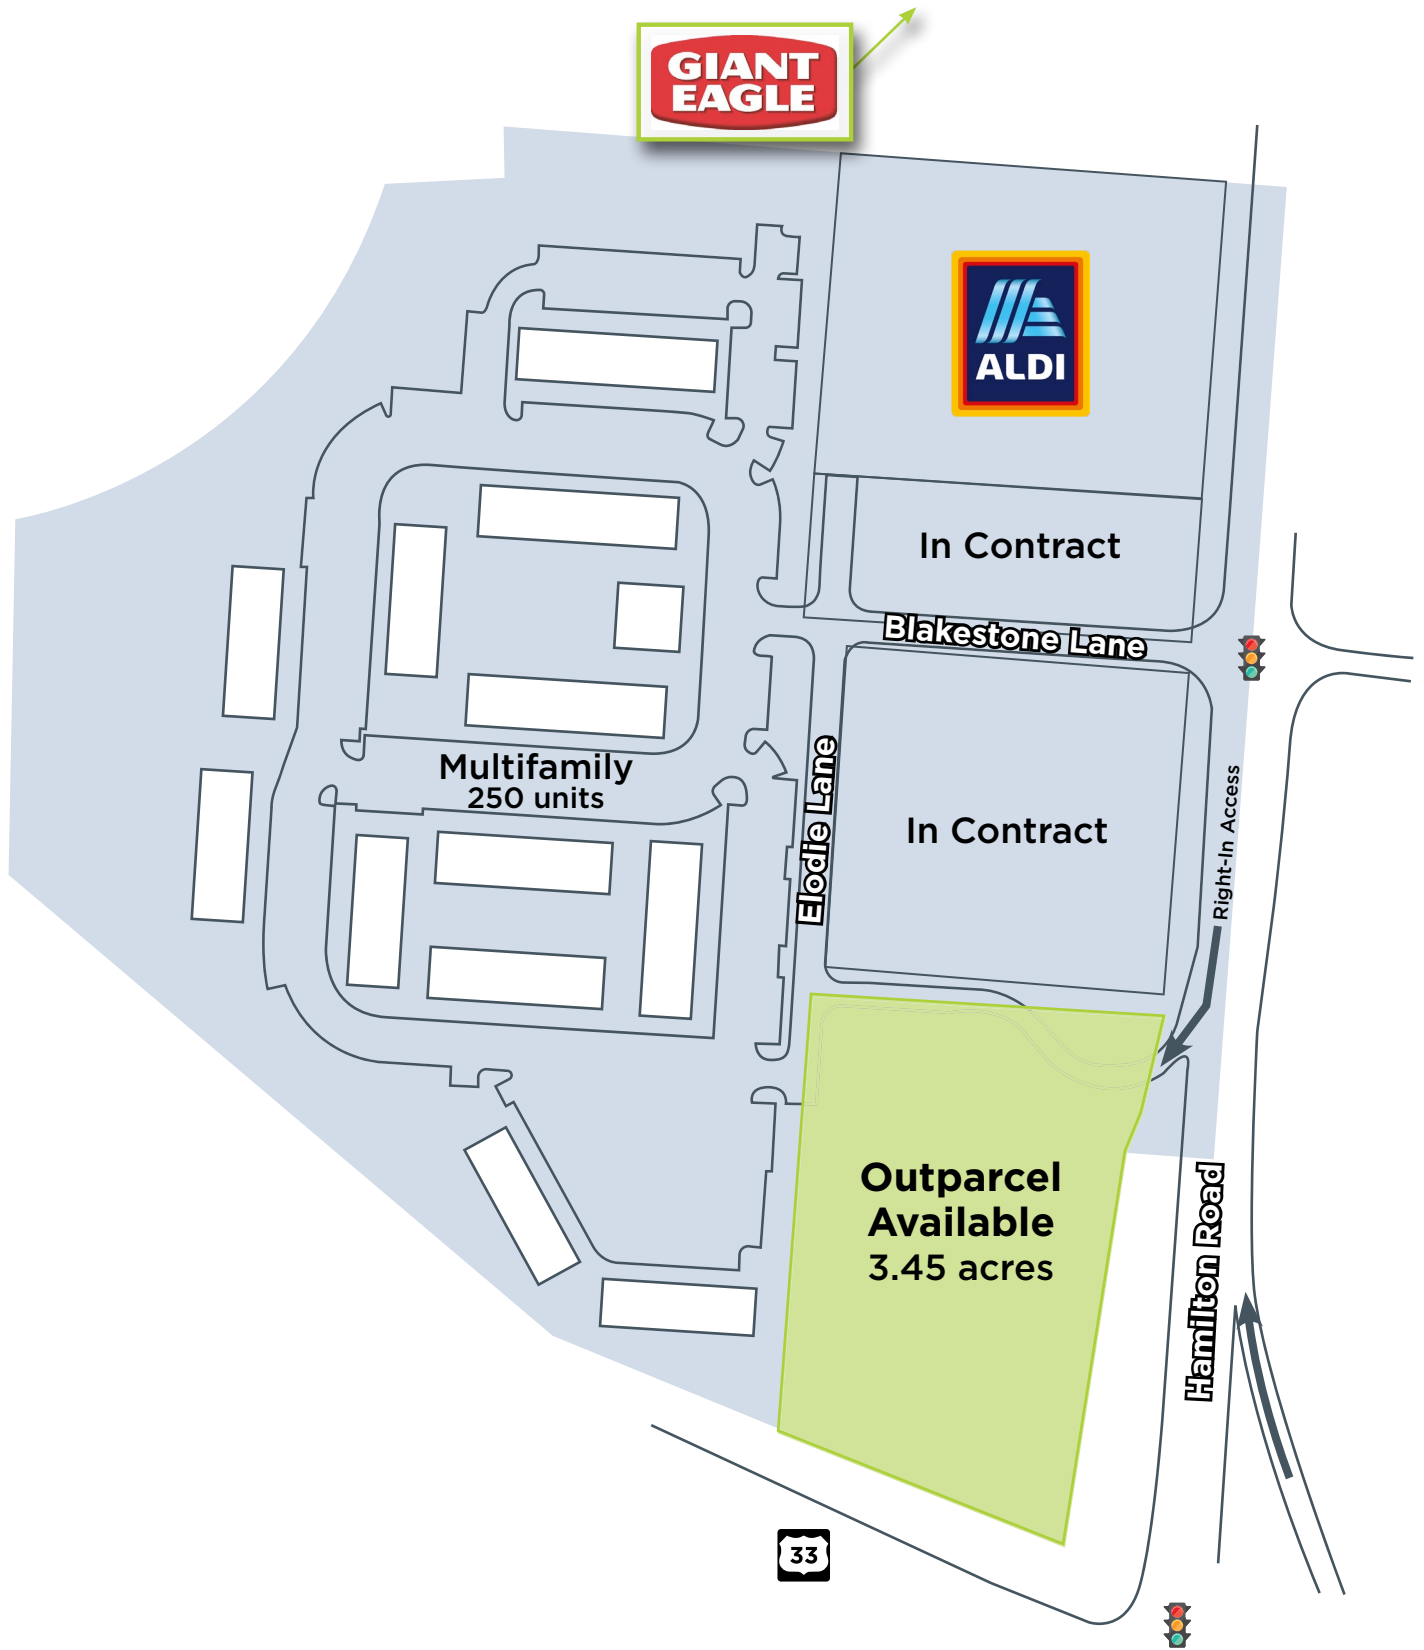 GIANT
EAGLE
ALDI
In Contract
Blakestone Lane
Elodie Lane
In Contract
Right-In Access
Multifamily
250 units
Outparcel
Available
3.45 acres
Hamilton Road
33